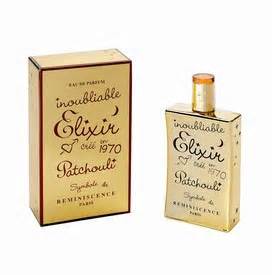 EAU DE PARFUM
inoubliable
Elixir
créé en
1970
Patchouli
Symbole de
REMINISCENCE
PARIS
inoubliable
Elixir
créé en
1970
Patchouli
Symbole de
REMINISCENCE
PARIS